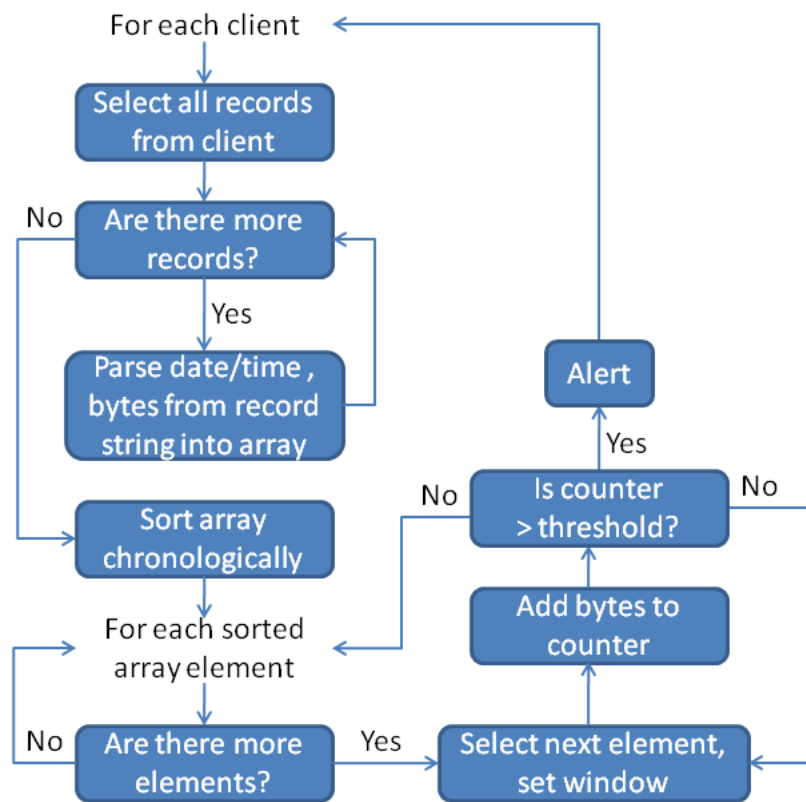 For each client
Select all records
from client
No
Are there more
records?
Yes
Parse date/time ,
bytes from record
string into array
Alert
Yes
No
Is counter
> threshold?
No
Sort array
chronologically
Add bytes to
counter
For each sorted
array element
No
Are there more
elements?
Yes
Select next element,
set window